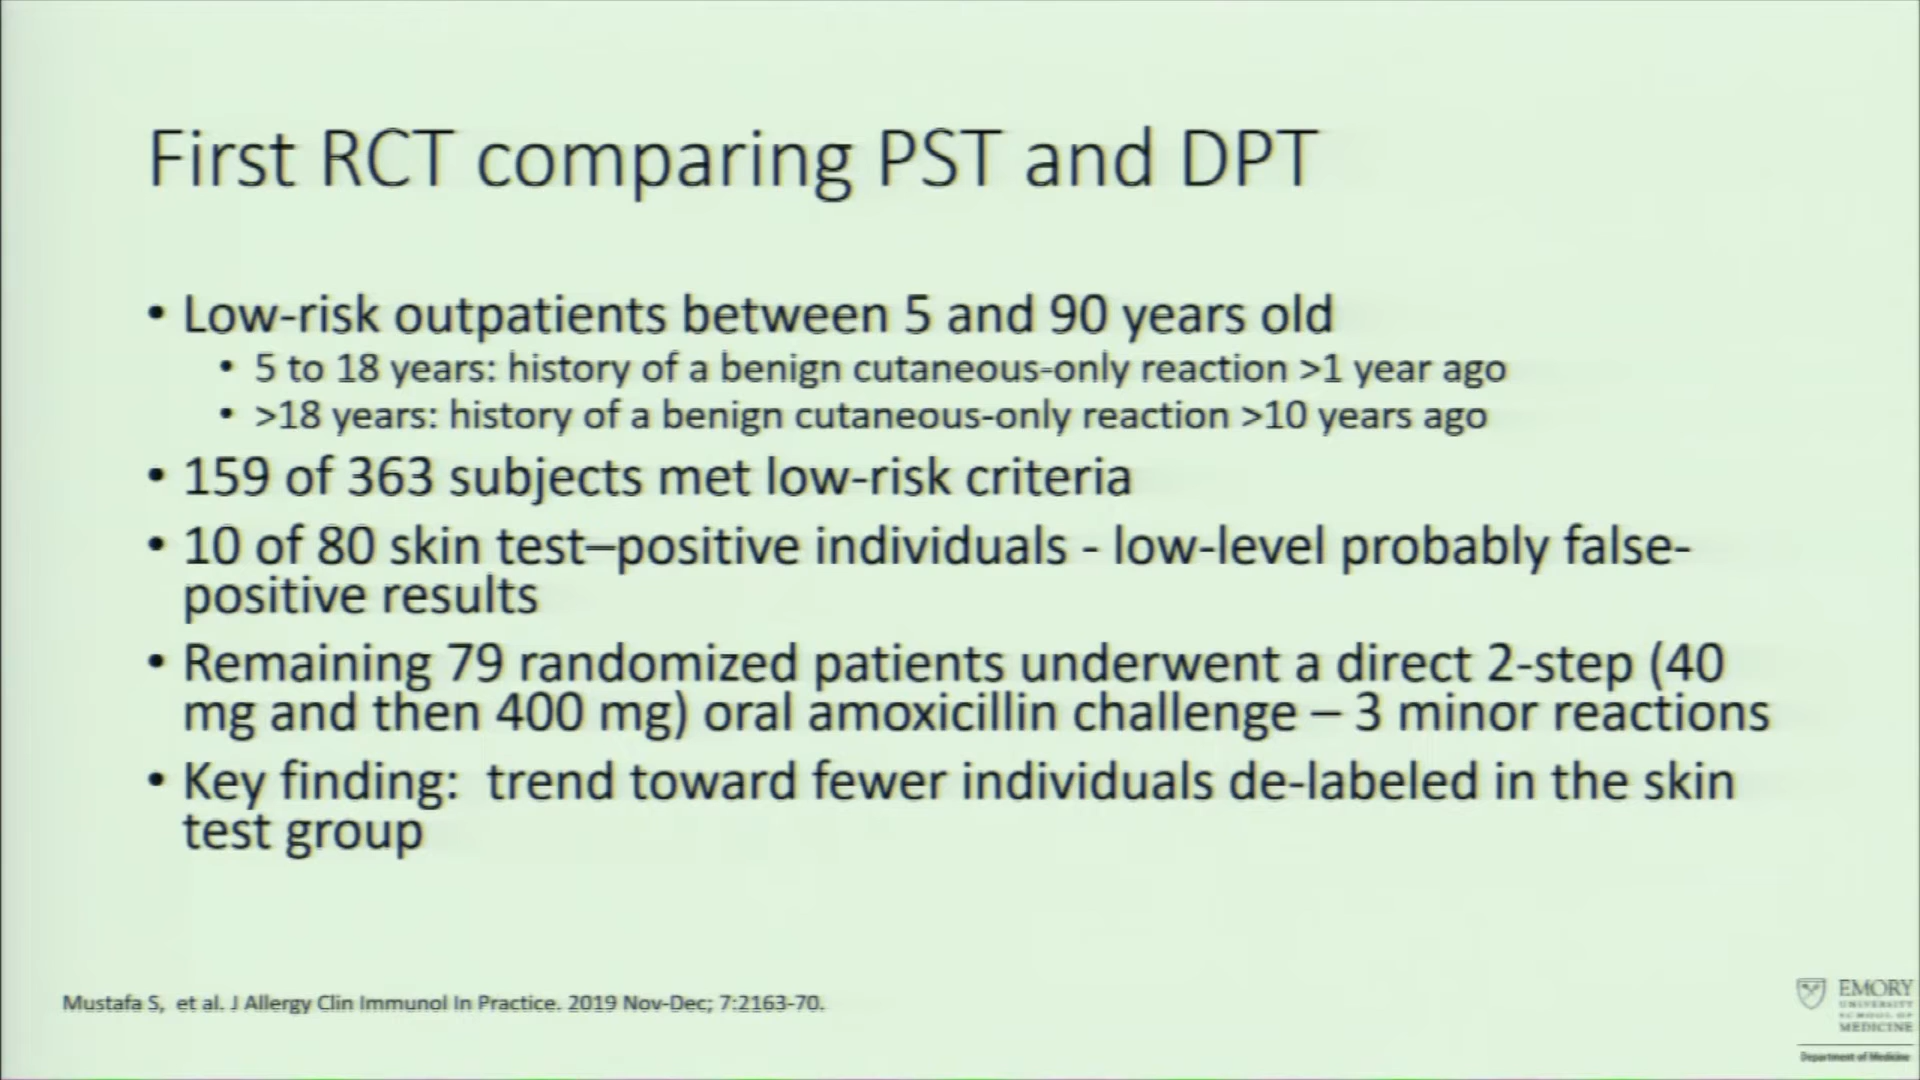 First RCT comparing PST and DPT
• Low-risk outpatients between 5 and 90 years old
• 5 to 18 years: history of a benign cutaneous-only reaction >1 year ago
• >18 years: history of a benign cutaneous-only reaction >10 years ago
• 159 of 363 subjects met low-risk criteria
• 10 of 80 skin test–positive individuals - low-level probably false-
positive results
• Remaining 79 randomized patients underwent a direct 2-step (40
mg and then 400 mg) oral amoxicillin challenge – 3 minor reactions
• Key finding:  trend toward fewer individuals de-labeled in the skin
test group
Mustafa S,  et al. J Allergy Clin Immunol In Practice. 2019 Nov-Dec; 7:2163-70.
EMORY
UNIVERSITY
SCHOOL OF
MEDICINE
Department of Medicine